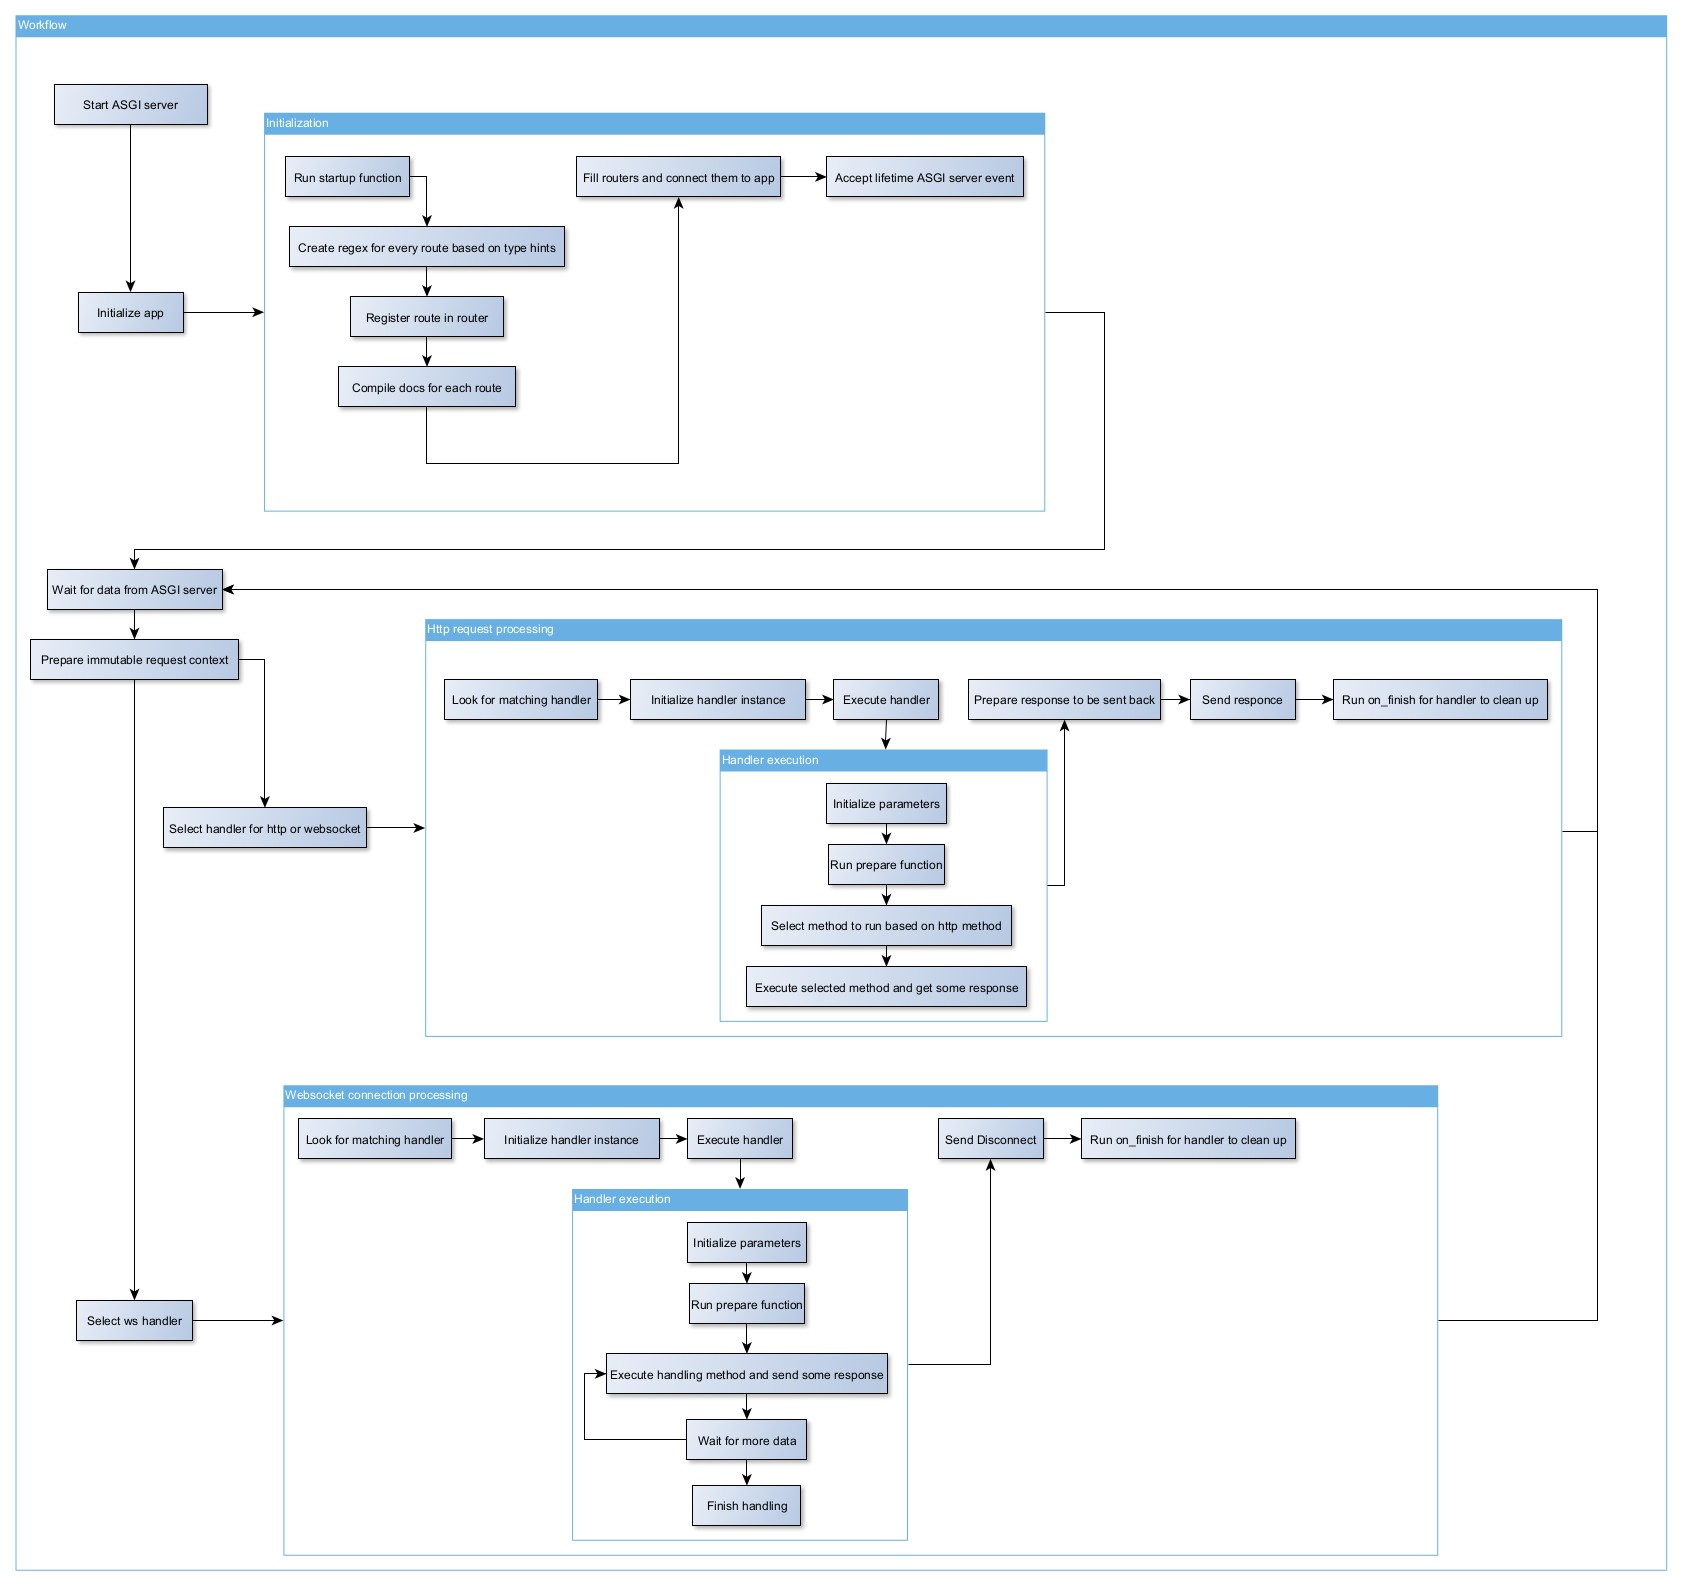 Workflow
Start ASGI server
Initialization
Run startup function
Fill routers and connect them to app
Accept lifetime ASGI server event
Create regex for every route based on type hints
Initialize app
Register route in router
Compile docs for each route
Wait for data from ASGI server
Prepare immutable request context
Http request processing
Look for matching handler
Initialize handler instance
Execute handler
Prepare response to be sent back
Send responce
Run on_finish for handler to clean up
Handler execution
Initialize parameters
Select handler for http or websocket
Run prepare function
Select method to run based on http method
Execute selected method and get some response
Websocket connection processing
Look for matching handler
Initialize handler instance
Execute handler
Send Disconnect
Run on_finish for handler to clean up
Handler execution
Initialize parameters
Run prepare function
Select ws handler
Execute handling method and send some response
Wait for more data
Finish handling